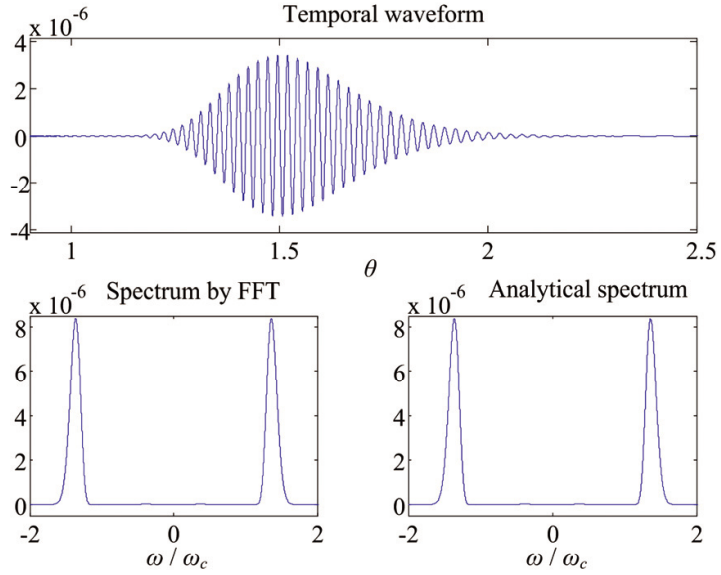 Temporal waveform
x 10^-6
4
2
0
-2
-4
1 1.5 2 2.5
θ
Spectrum by FFT
x 10^-6
8
6
4
2
0
-2 0 2
ω / ω_c
Analytical spectrum
x 10^-6
8
6
4
2
0
-2 0 2
ω / ω_c